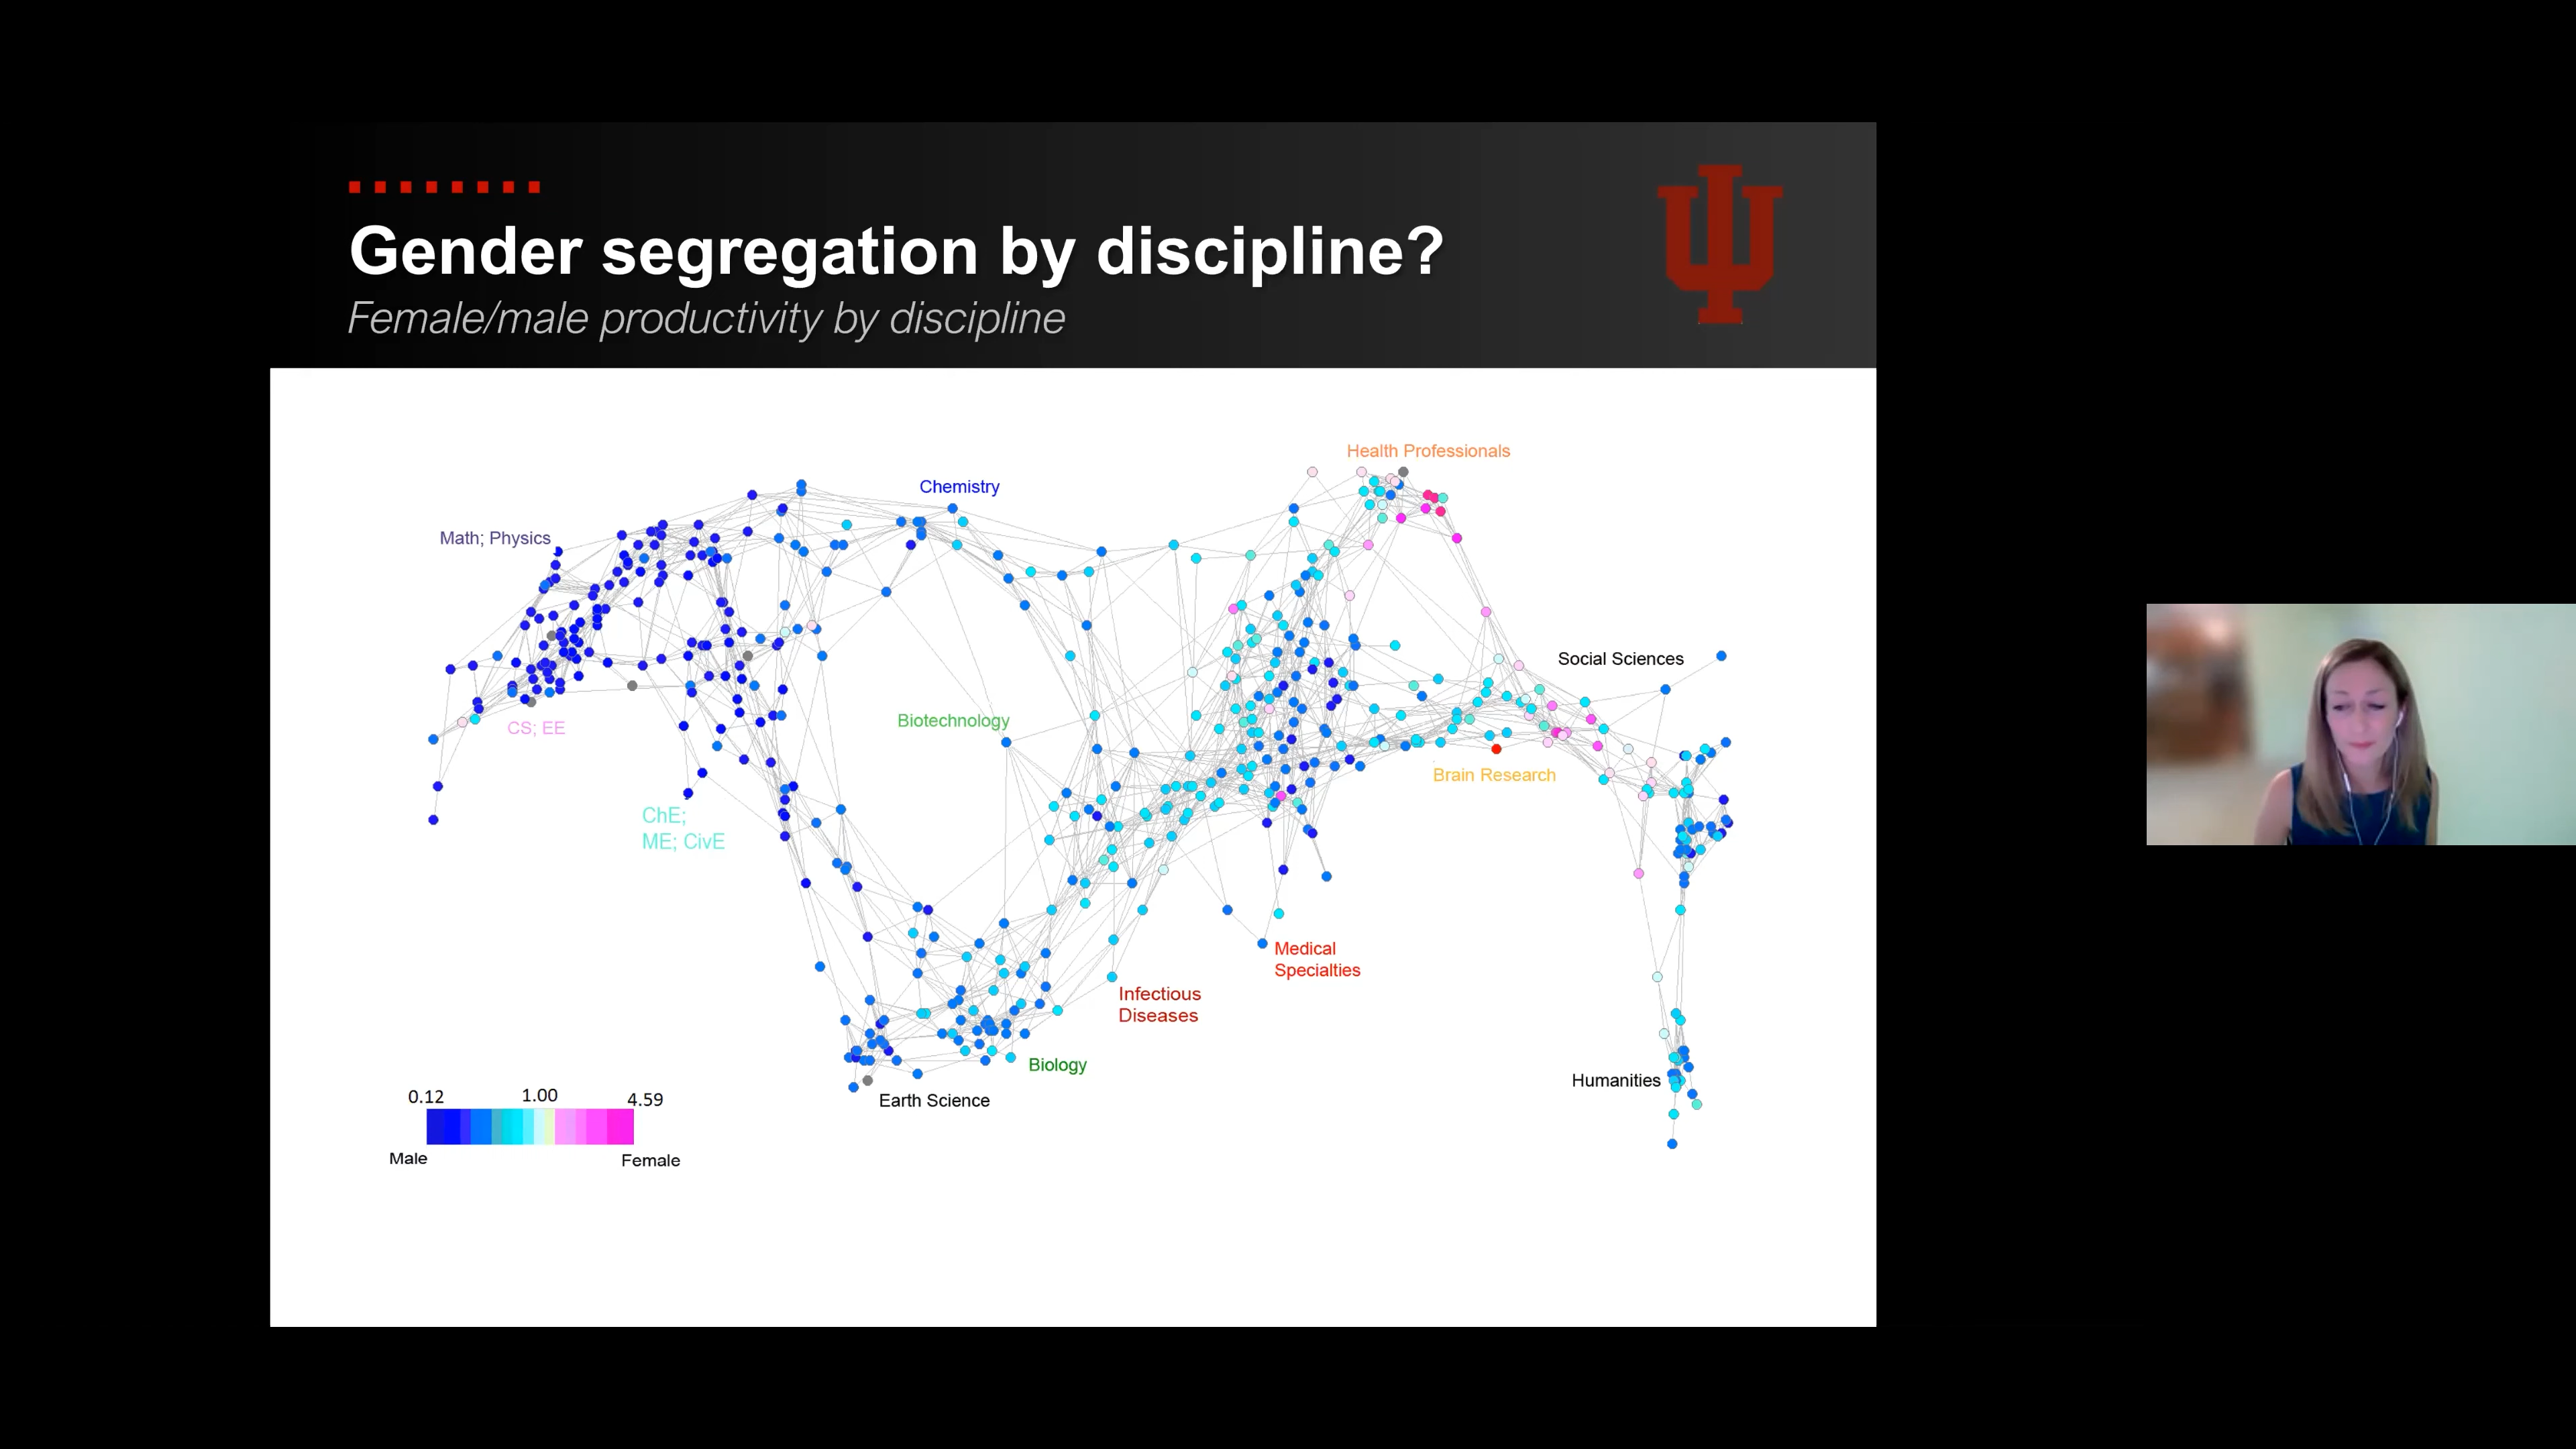 Gender segregation by discipline?
Female/male productivity by discipline
Health Professionals
Chemistry
Math; Physics
Social Sciences
Biotechnology
CS; EE
Brain Research
ChE;
ME; CivE
Medical
Specialties
Infectious
Diseases
Biology
Humanities
Earth Science
0.12 1.00 4.59
Male Female